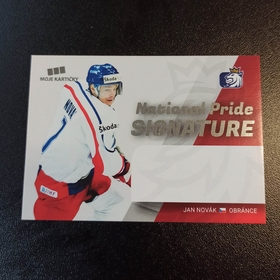 MOJE KARTIČKY
National Pride
SIGNATURE
Škoda
Škoda
JAN NOVÁK OBRÁNCE